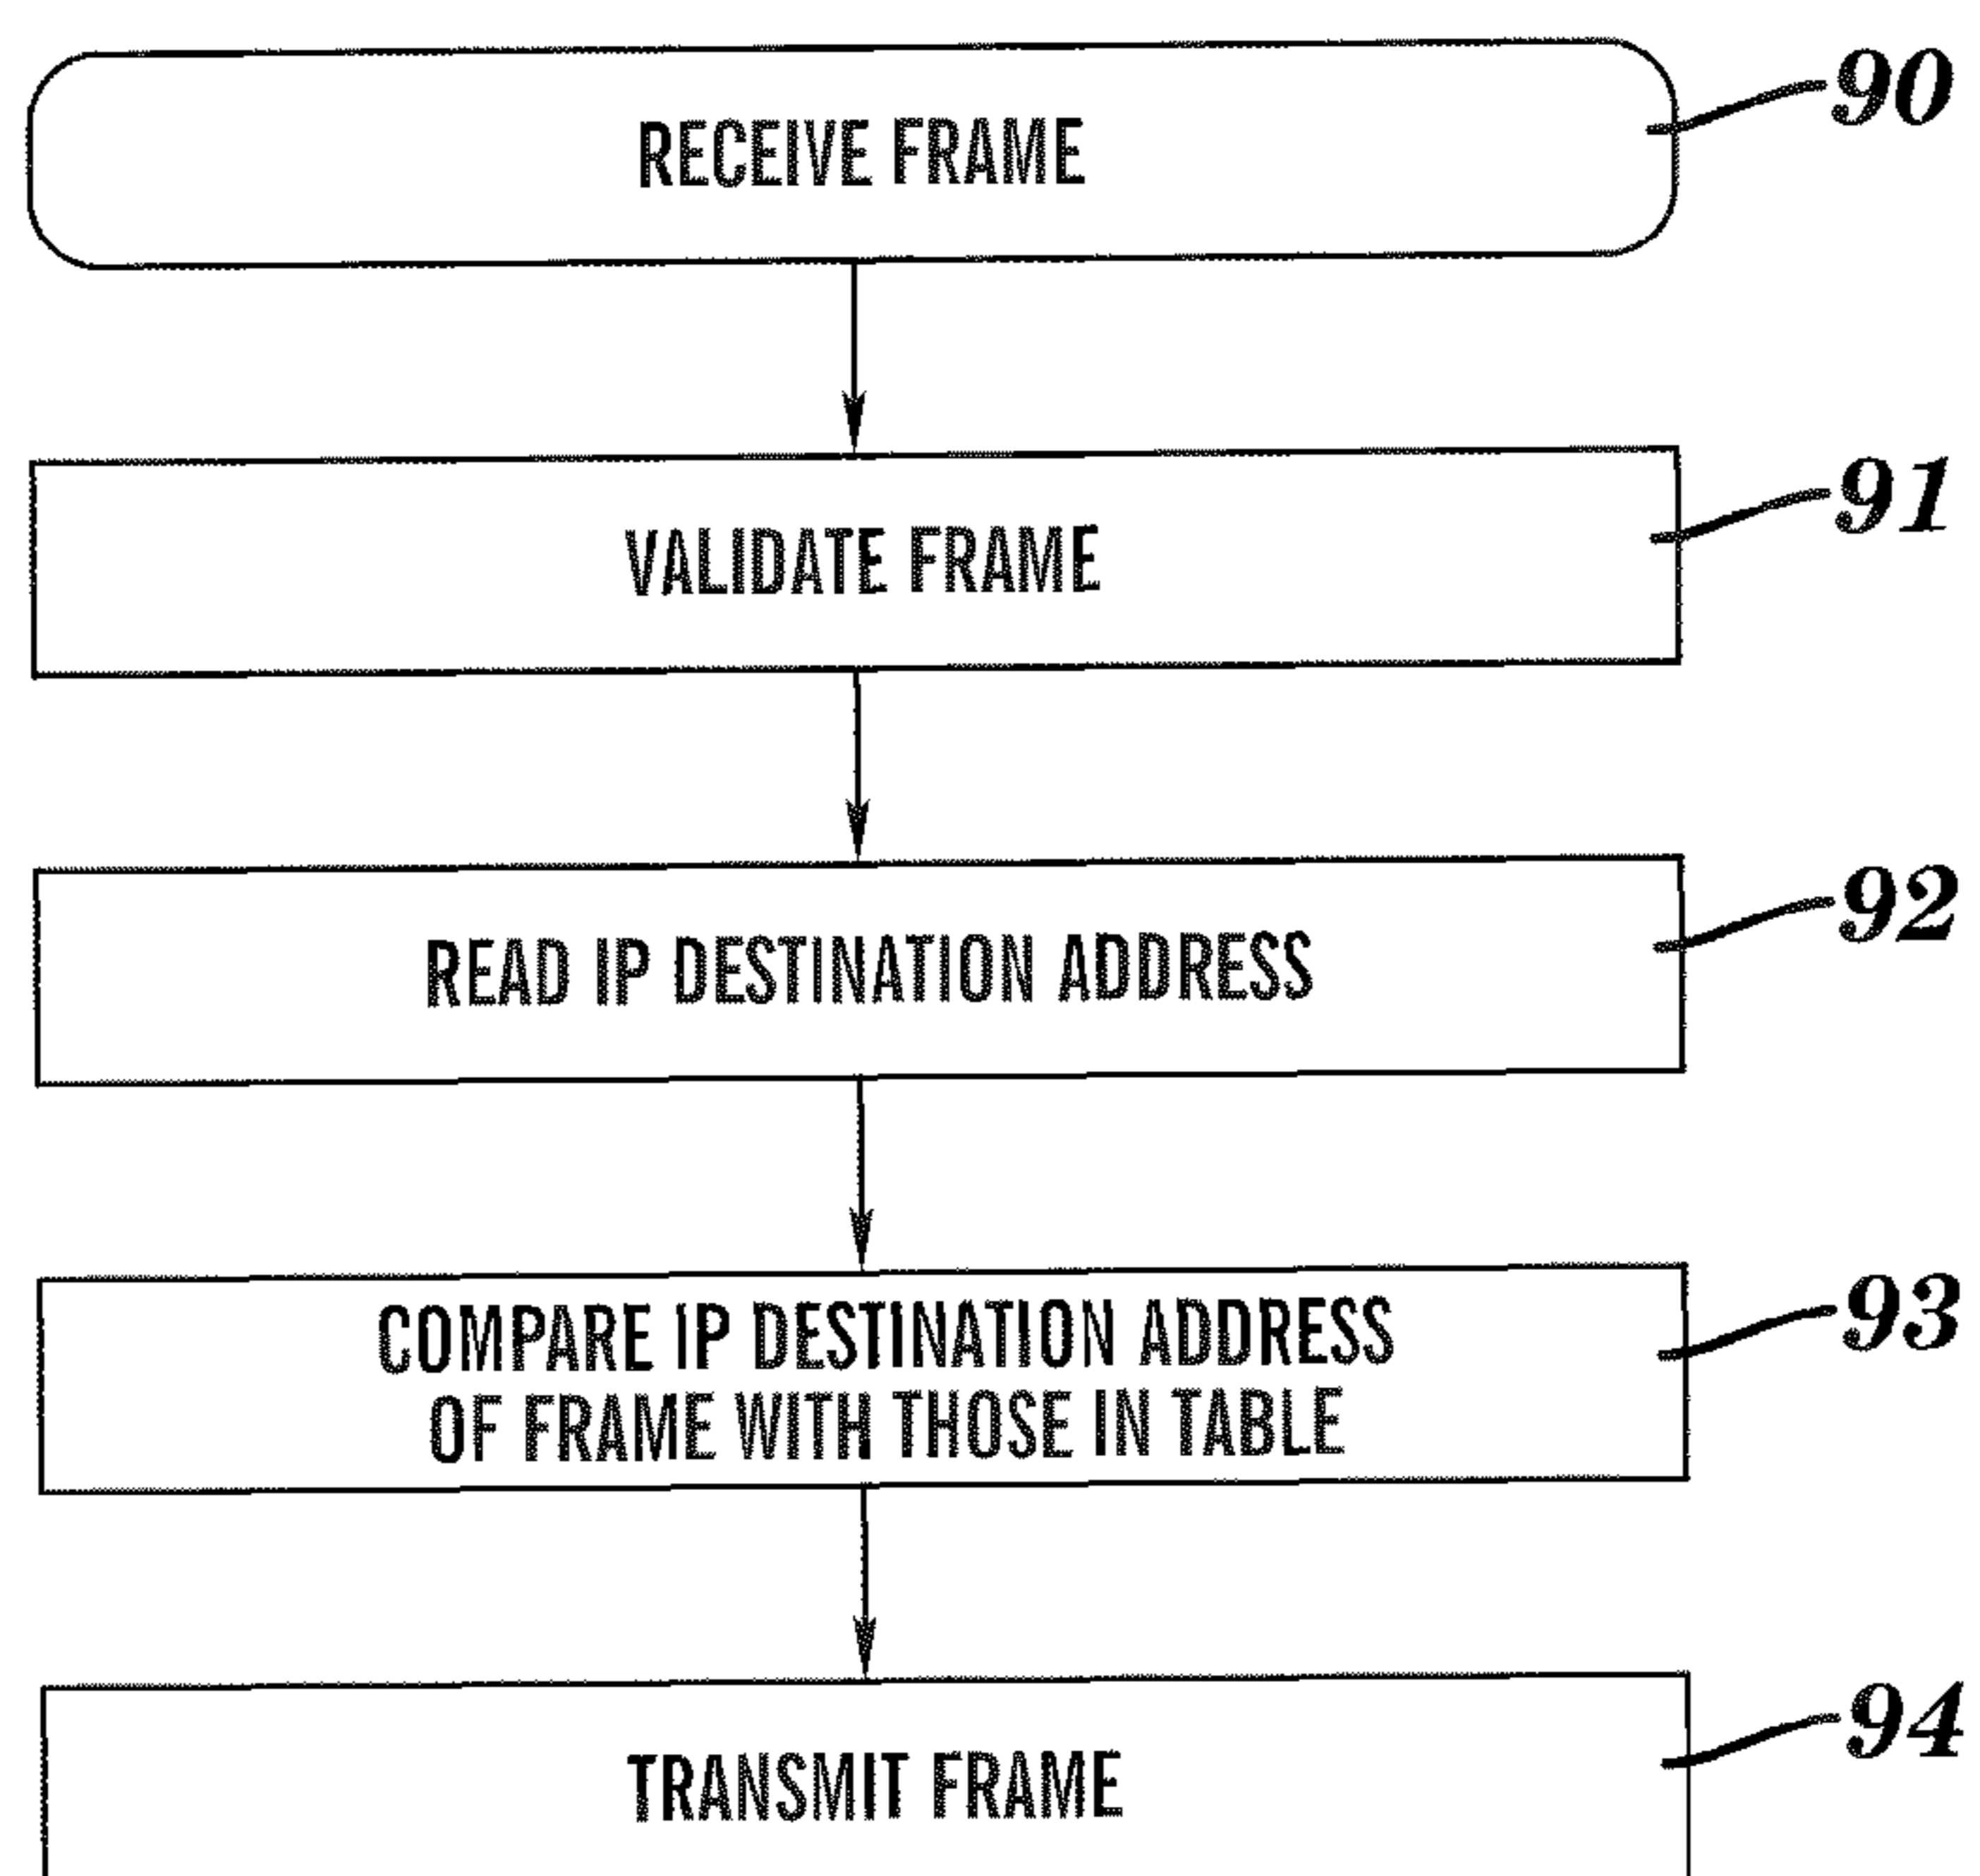 RECEIVE FRAME
90
VALIDATE FRAME
91
READ IP DESTINATION ADDRESS
92
COMPARE IP DESTINATION ADDRESS
OF FRAME WITH THOSE IN TABLE
93
TRANSMIT FRAME
94